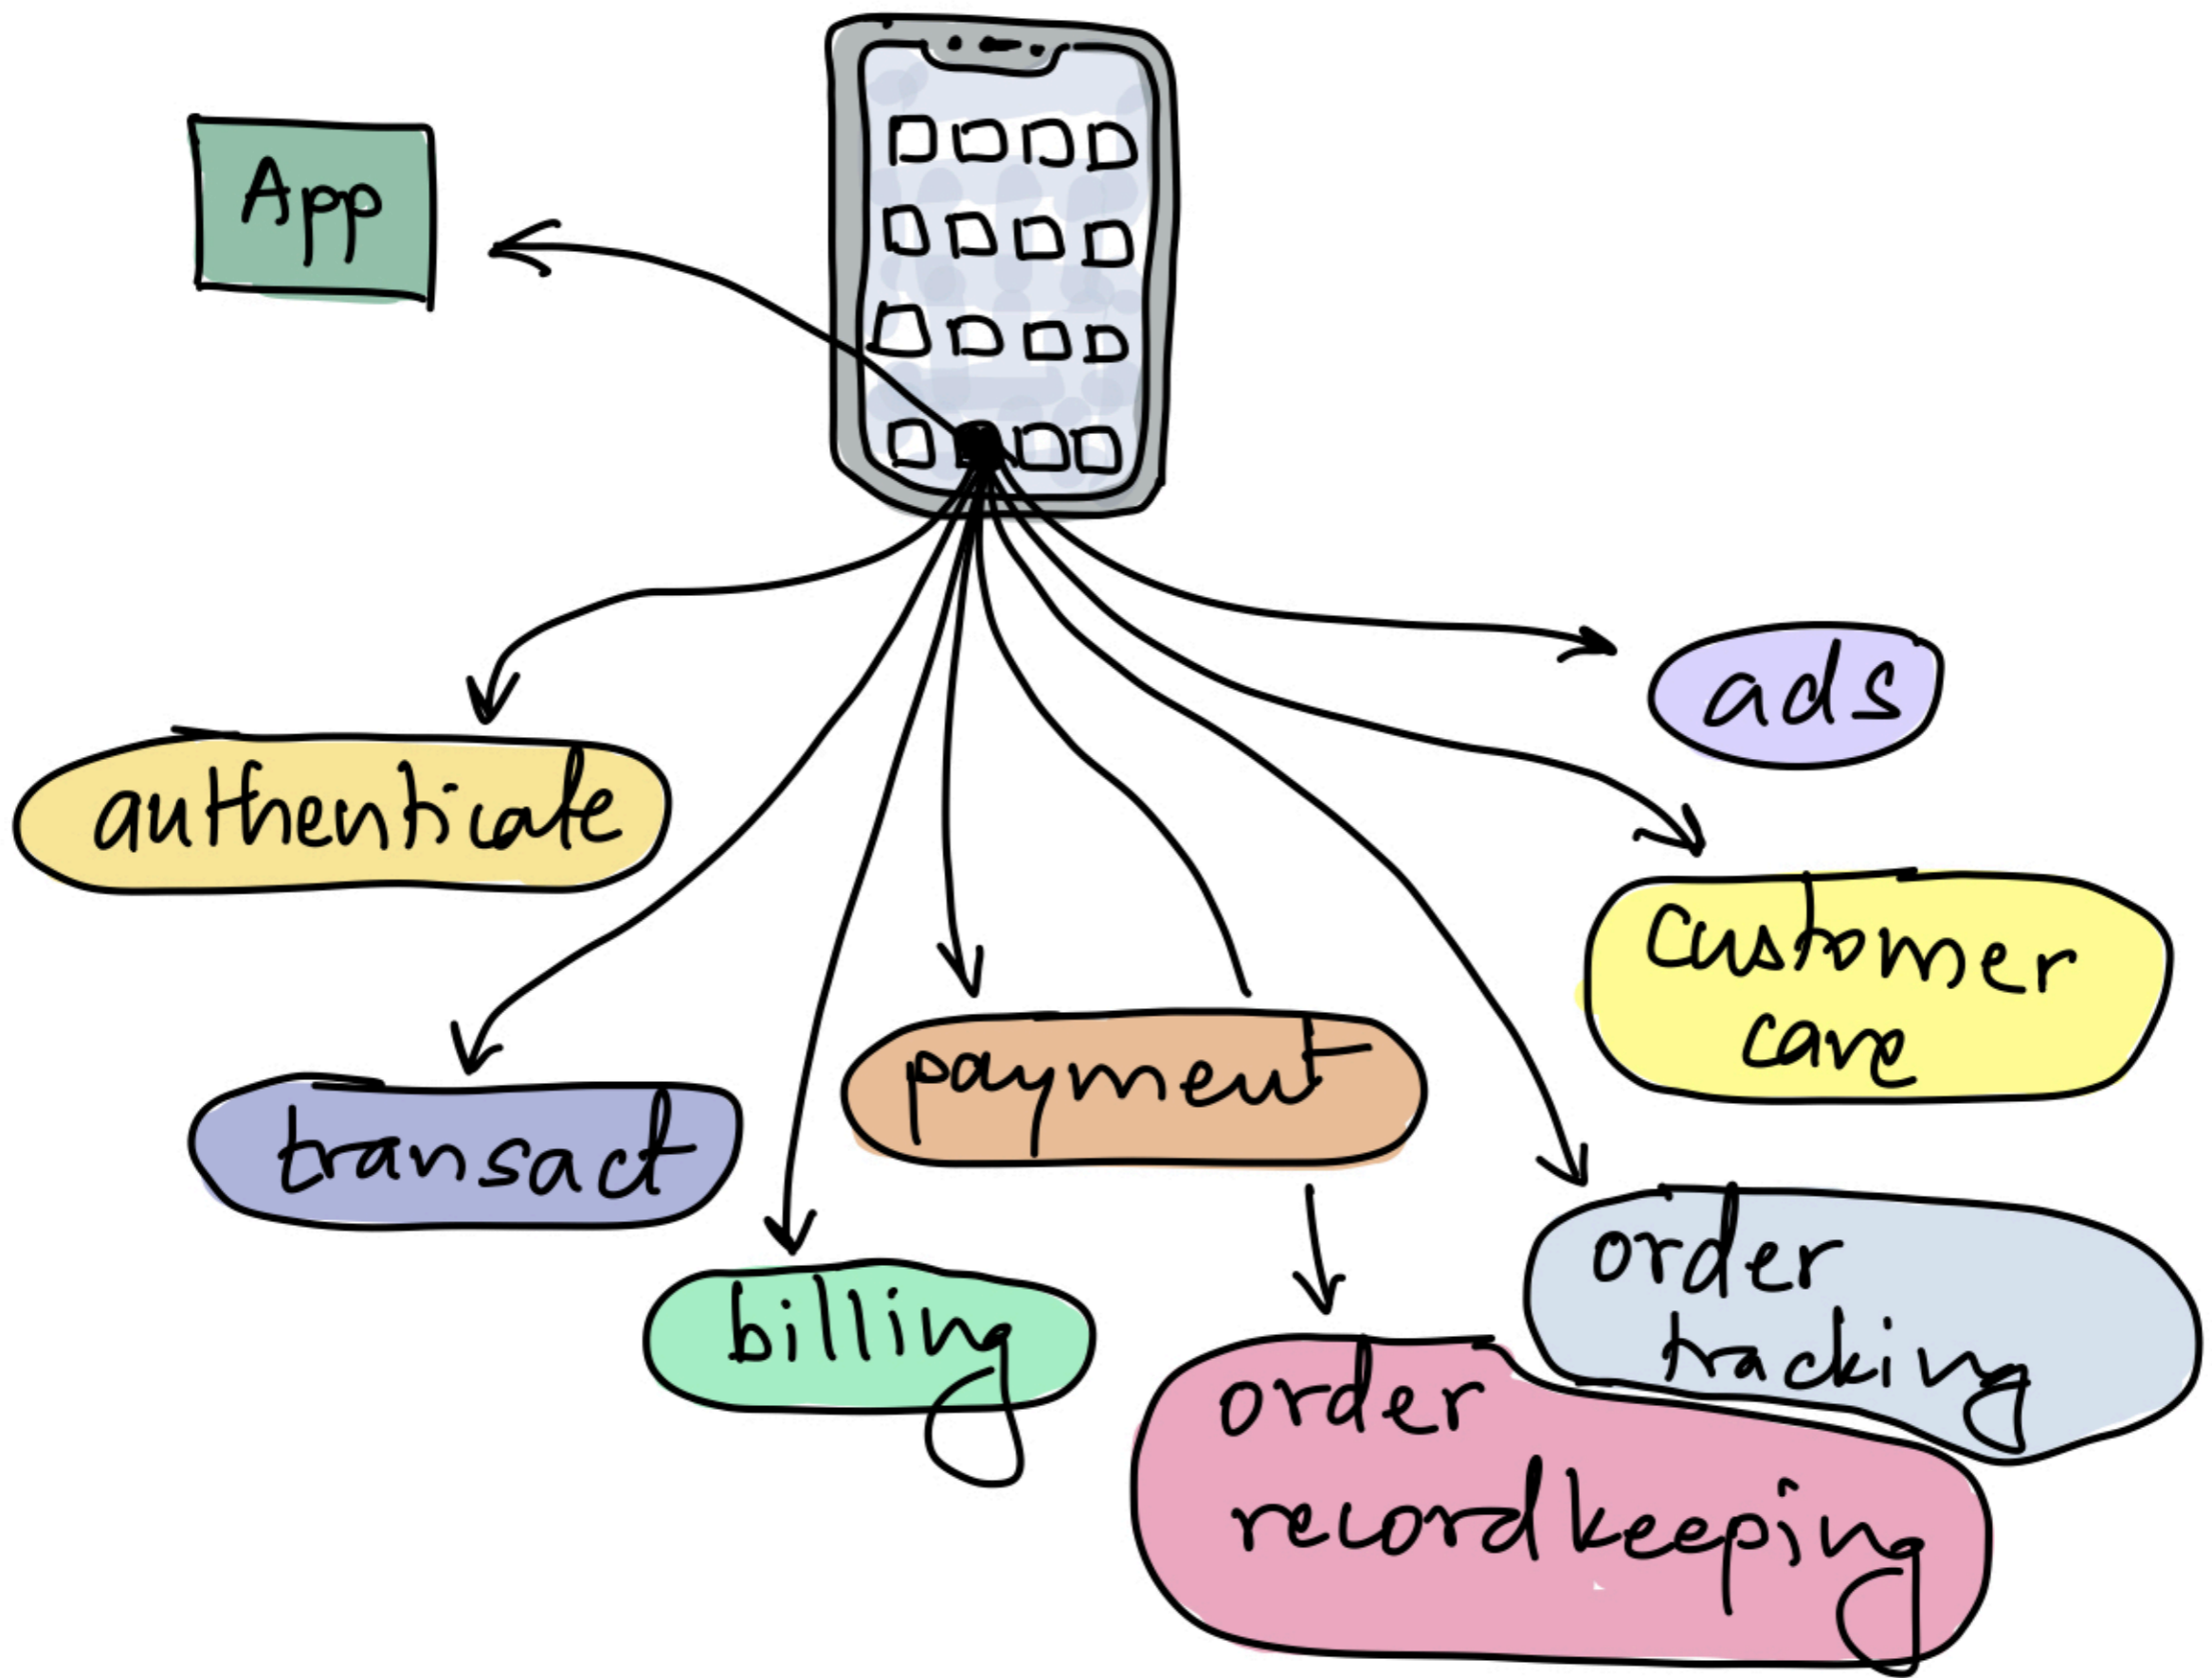 App
ads
authenticate
customer
care
payment
transact
order
tracking
billing
order
recordkeeping